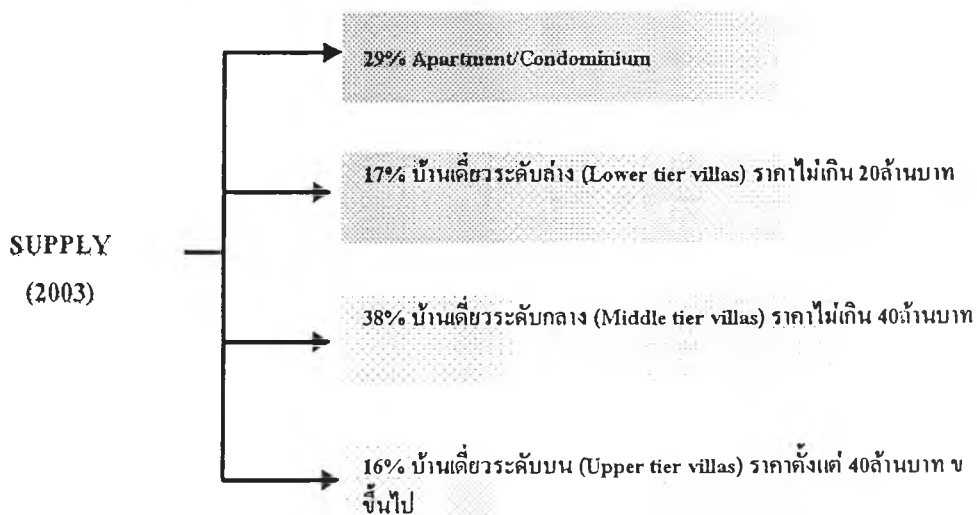 29% Apartment/Condominium
17% บ้านเดี่ยวระดับล่าง (Lower tier villas) ราคาไม่เกิน 20ล้านบาท
SUPPLY
(2003)
38% บ้านเดี่ยวระดับกลาง (Middle tier villas) ราคาไม่เกิน 40ล้านบาท
16% บ้านเดี่ยวระดับบน (Upper tier villas) ราคาตั้งแต่ 40ล้านบาท ข
ขึ้นไป